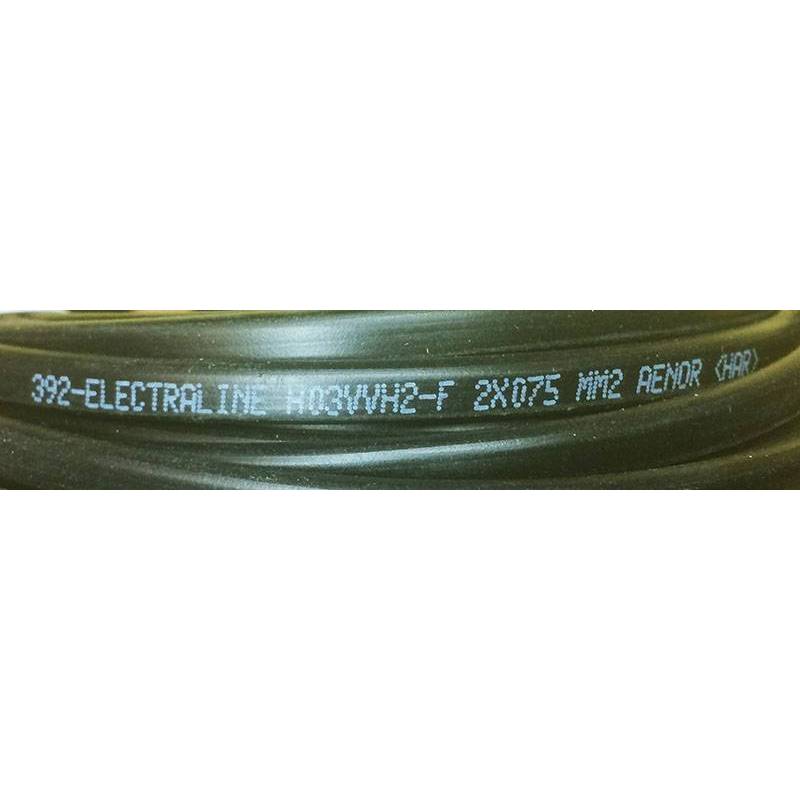 392-ELECTRALINE H03VVH2-F 2X075 MM2 AENOR <HAR>